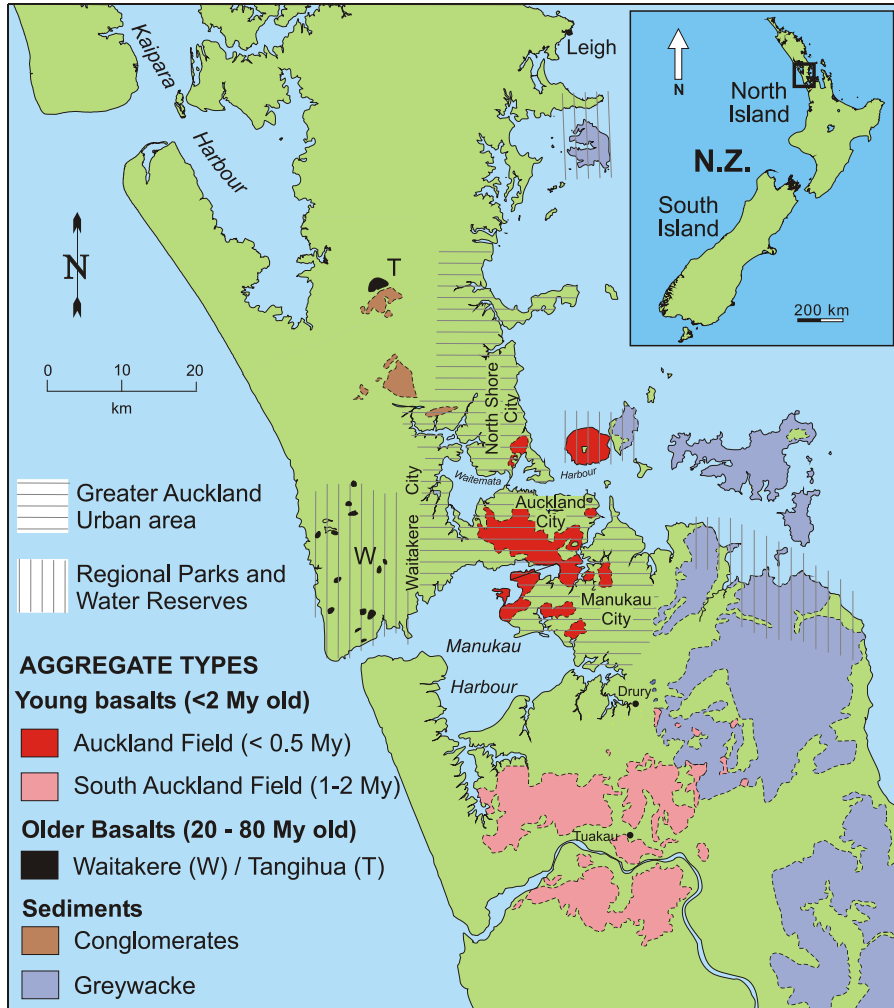 Kaipara
Harbour
Leigh
N
North
Island
N.Z.
South
Island
200 km
N
T
0 10 20
km
North Shore
City
Waitemata
Harbour
Auckland
City
Waitakere City
W
Manukau
City
Manukau
Harbour
Drury
Tuakau
Greater Auckland
Urban area
Regional Parks and
Water Reserves
AGGREGATE TYPES
Young basalts (<2 My old)
Auckland Field (< 0.5 My)
South Auckland Field (1-2 My)
Older Basalts (20 - 80 My old)
Waitakere (W) / Tangihua (T)
Sediments
Conglomerates
Greywacke